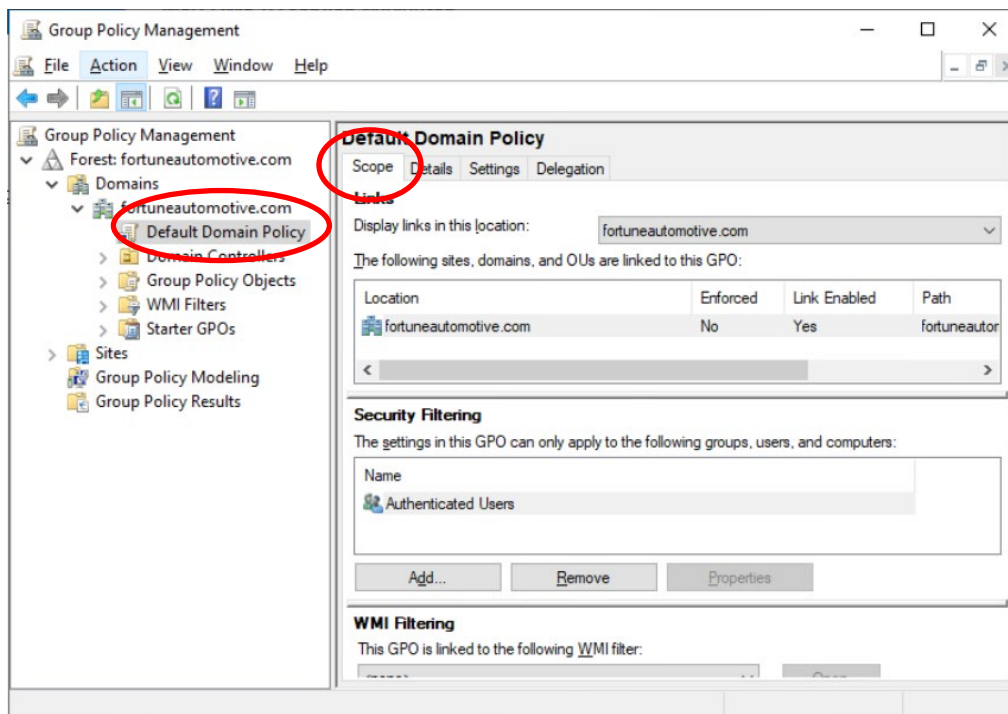 Group Policy Management
File Action View Window Help
Group Policy Management
Forest: fortuneautomotive.com
Domains
fortuneautomotive.com
Default Domain Policy
Domain Controllers
Group Policy Objects
WMI Filters
Starter GPOs
Sites
Group Policy Modeling
Group Policy Results
Default Domain Policy
Scope Details Settings Delegation
Links
Display links in this location: fortuneautomotive.com
The following sites, domains, and OUs are linked to this GPO:
Location Enforced Link Enabled Path
fortuneautomotive.com No Yes fortuneautor
Security Filtering
The settings in this GPO can only apply to the following groups, users, and computers:
Name
Authenticated Users
Add... Remove Properties
WMI Filtering
This GPO is linked to the following WMI filter: